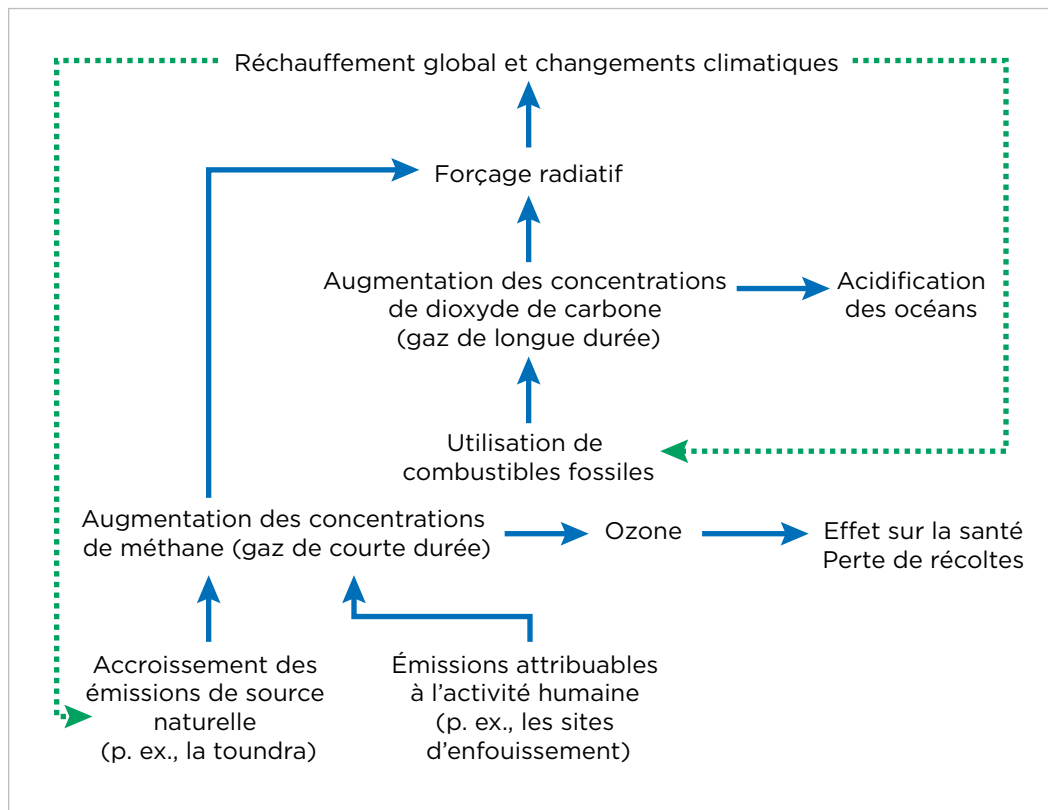 Réchauffement global et changements climatiques
Forçage radiatif
Augmentation des concentrations
de dioxyde de carbone
(gaz de longue durée)
Acidification
des océans
Utilisation de
combustibles fossiles
Augmentation des concentrations
de méthane (gaz de courte durée)
Ozone
Effet sur la santé
Perte de récoltes
Accroissement des
émissions de source
naturelle
(p. ex., la toundra)
Émissions attribuables
à l’activité humaine
(p. ex., les sites
d’enfouissement)